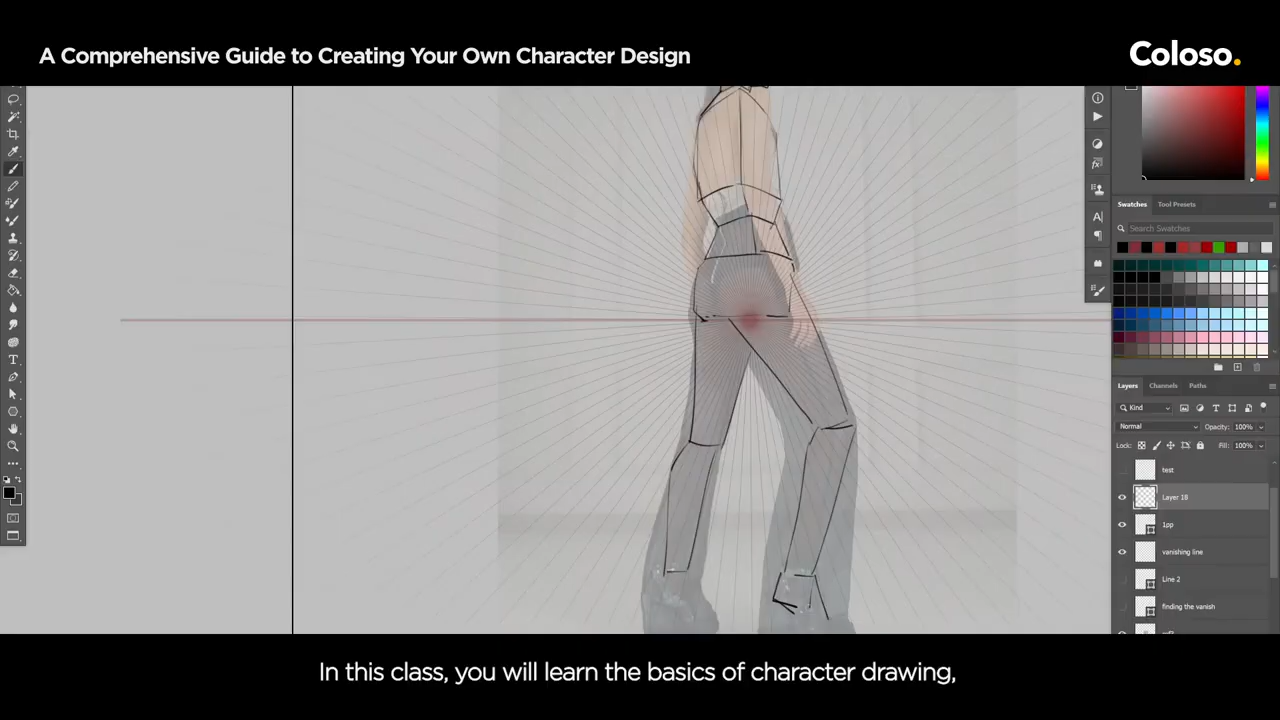 A Comprehensive Guide to Creating Your Own Character Design
Coloso.
Swatches
Tool Presets
Search Swatches
Layers
Channels
Paths
Kind
Normal
Opacity: 100%
Lock:
Fill: 100%
test
Layer 18
1pp
vanishing line
Line 2
finding the vanish
In this class, you will learn the basics of character drawing,